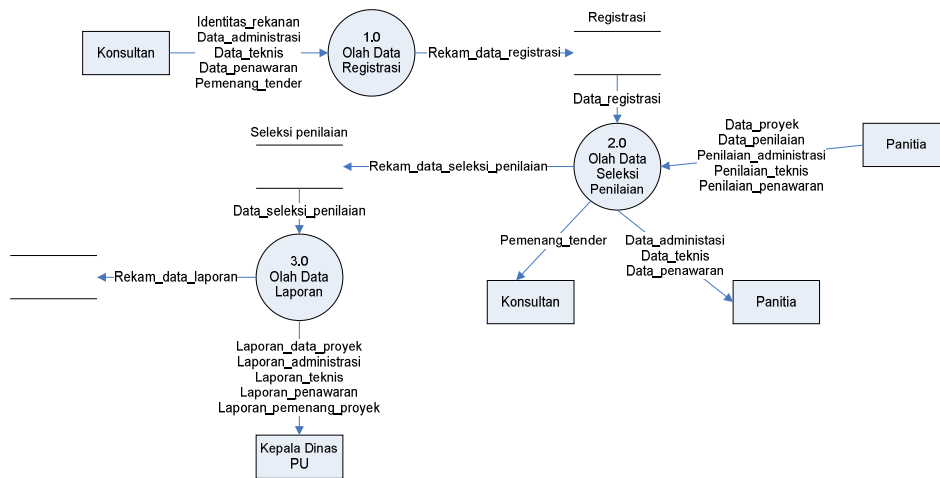 Konsultan
Identitas_rekanan
Data_administrasi
Data_teknis
Data_penawaran
Pemenang_tender
1.0
Olah Data
Registrasi
Rekam_data_registrasi
Registrasi
Data_registrasi
2.0
Olah Data
Seleksi
Penilaian
Data_proyek
Data_penilaian
Penilaian_administrasi
Penilaian_teknis
Penilaian_penawaran
Panitia
Rekam_data_seleksi_penilaian
Seleksi penilaian
Data_seleksi_penilaian
Pemenang_tender
Konsultan
Data_administasi
Data_teknis
Data_penawaran
Panitia
3.0
Olah Data
Laporan
Rekam_data_laporan
Laporan_data_proyek
Laporan_administrasi
Laporan_teknis
Laporan_penawaran
Laporan_pemenang_proyek
Kepala Dinas
PU